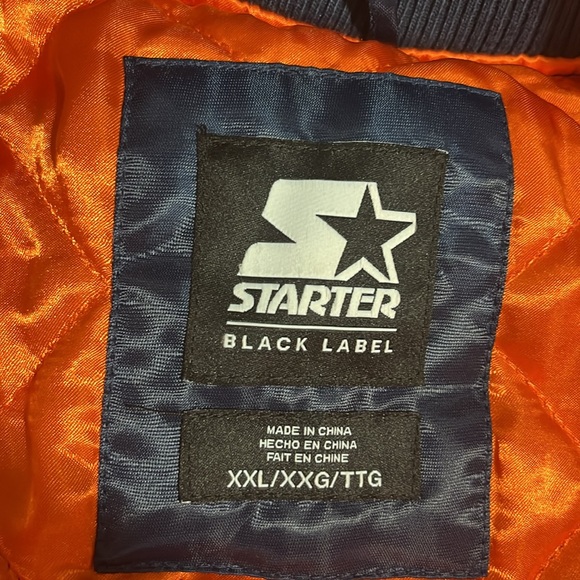 STARTER
BLACK LABEL
MADE IN CHINA
HECHO EN CHINA
FAIT EN CHINE
XXL/XXG/TTG